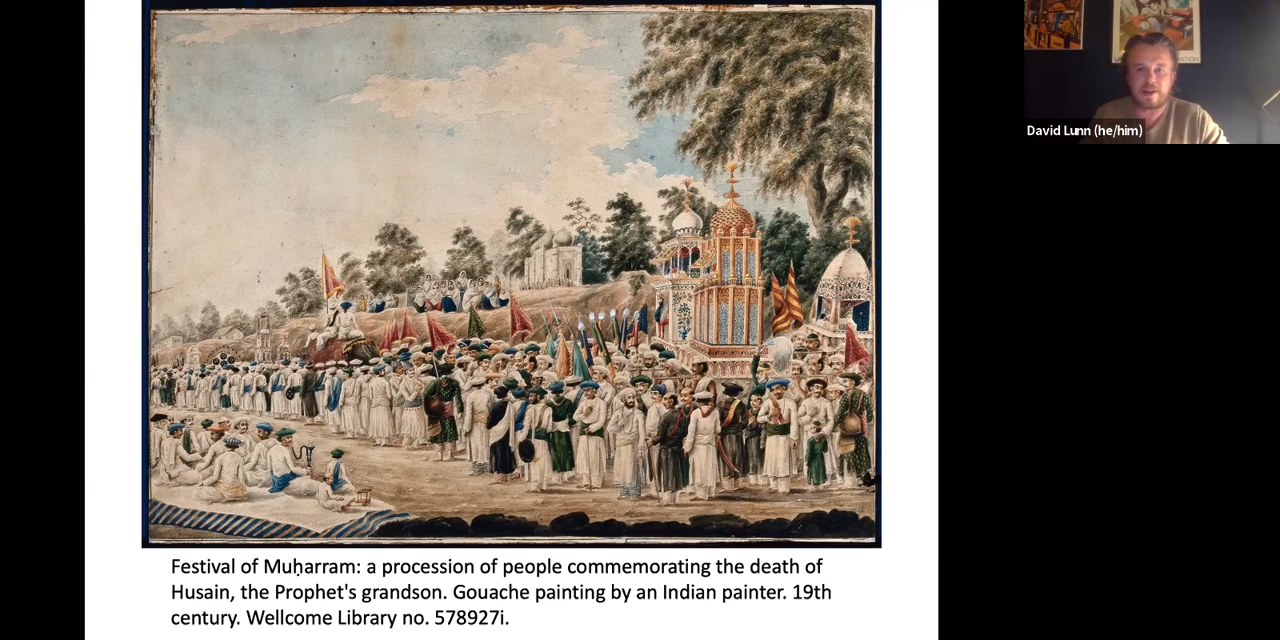 David Lunn (he/him)
Festival of Muḥarram: a procession of people commemorating the death of
Husain, the Prophet's grandson. Gouache painting by an Indian painter. 19th
century. Wellcome Library no. 578927i.